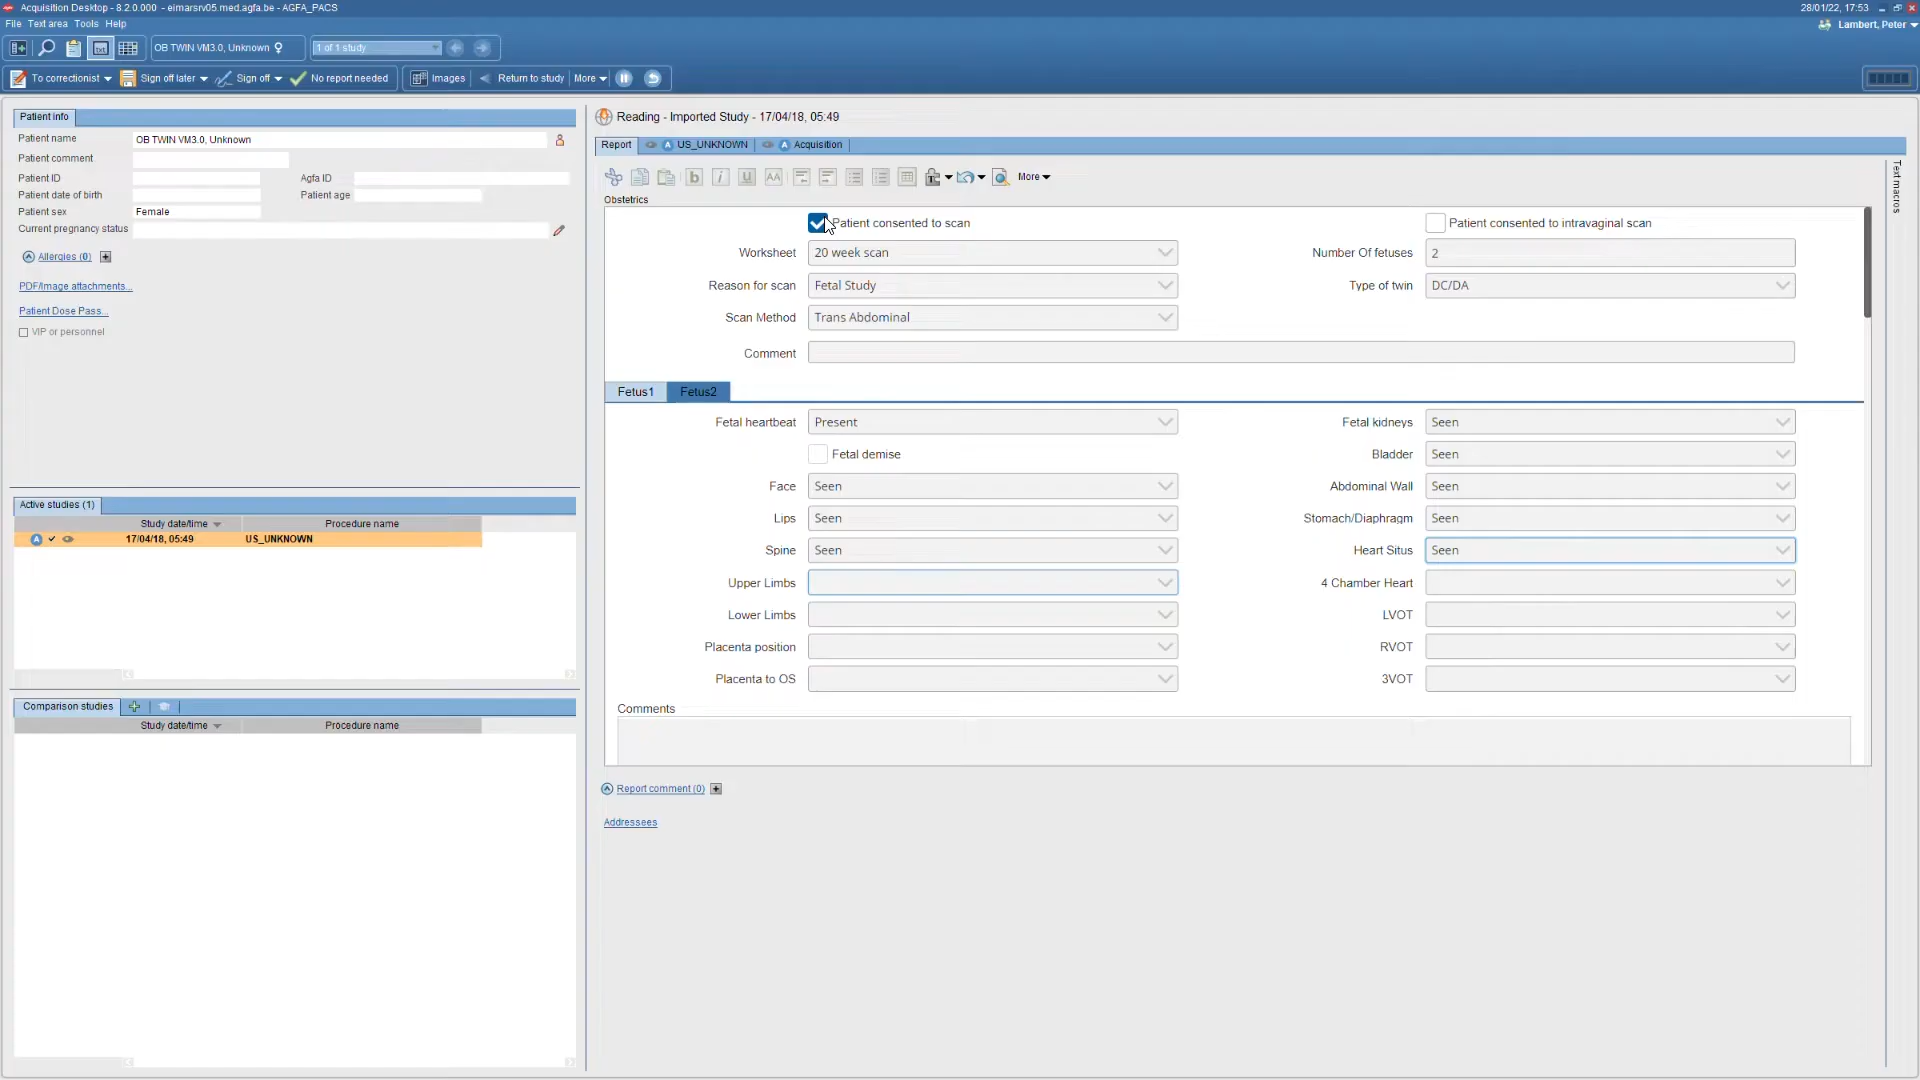 Acquisition Desktop - 8.2.0.000 - eimarsrv05.med.agfa.be - AGFA_PACS
28/01/22, 17:53
File Text area Tools Help
Lambert, Peter
OB TWIN VM3.0, Unknown
1 of 1 study
To correctionist
Sign off later
Sign off
No report needed
Images
Return to study
More
Patient info
Patient name OB TWIN VM3.0, Unknown
Patient comment
Patient ID
Agfa ID
Patient date of birth
Patient age
Patient sex Female
Current pregnancy status
Allergies (0)
PDF/Image attachments...
Patient Dose Pass...
VIP or personnel
Active studies (1)
Study date/time Procedure name
A 17/04/18, 05:49 US_UNKNOWN
Comparison studies
Study date/time Procedure name
Reading - Imported Study - 17/04/18, 05:49
Report A US_UNKNOWN A Acquisition
b i u AA More
Text macros
Obstetrics
Patient consented to scan
Patient consented to intravaginal scan
Worksheet 20 week scan
Number Of fetuses 2
Reason for scan Fetal Study
Type of twin DC/DA
Scan Method Trans Abdominal
Comment
Fetus1 Fetus2
Fetal heartbeat Present
Fetal kidneys Seen
Fetal demise
Bladder Seen
Face Seen
Abdominal Wall Seen
Lips Seen
Stomach/Diaphragm Seen
Spine Seen
Heart Situs Seen
Upper Limbs
4 Chamber Heart
Lower Limbs
LVOT
Placenta position
RVOT
Placenta to OS
3VOT
Comments
Report comment (0)
Addressees